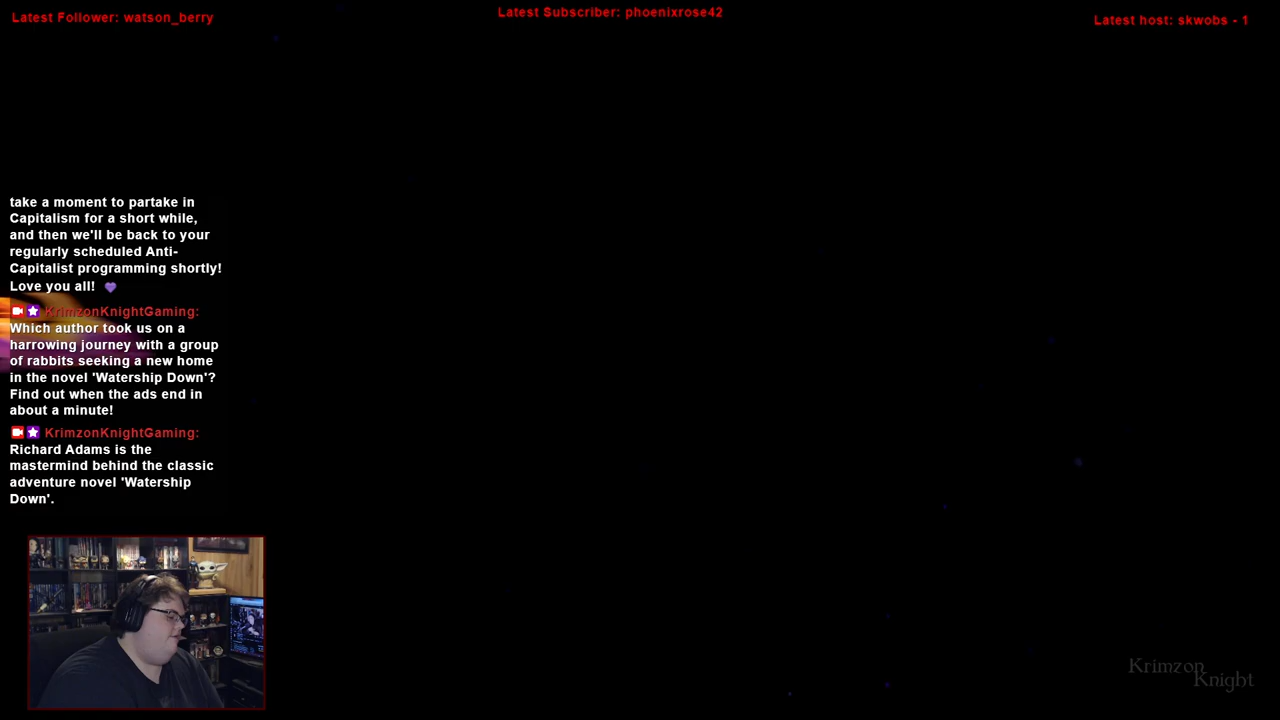 Latest Follower: watson_berry
Latest Subscriber: phoenixrose42
Latest host: skwobs - 1
take a moment to partake in
Capitalism for a short while,
and then we'll be back to your
regularly scheduled Anti-
Capitalist programming shortly!
Love you all!
KrimzonKnightGaming:
Which author took us on a
harrowing journey with a group
of rabbits seeking a new home
in the novel 'Watership Down'?
Find out when the ads end in
about a minute!
KrimzonKnightGaming:
Richard Adams is the
mastermind behind the classic
adventure novel 'Watership
Down'.
Krimzon
Knight